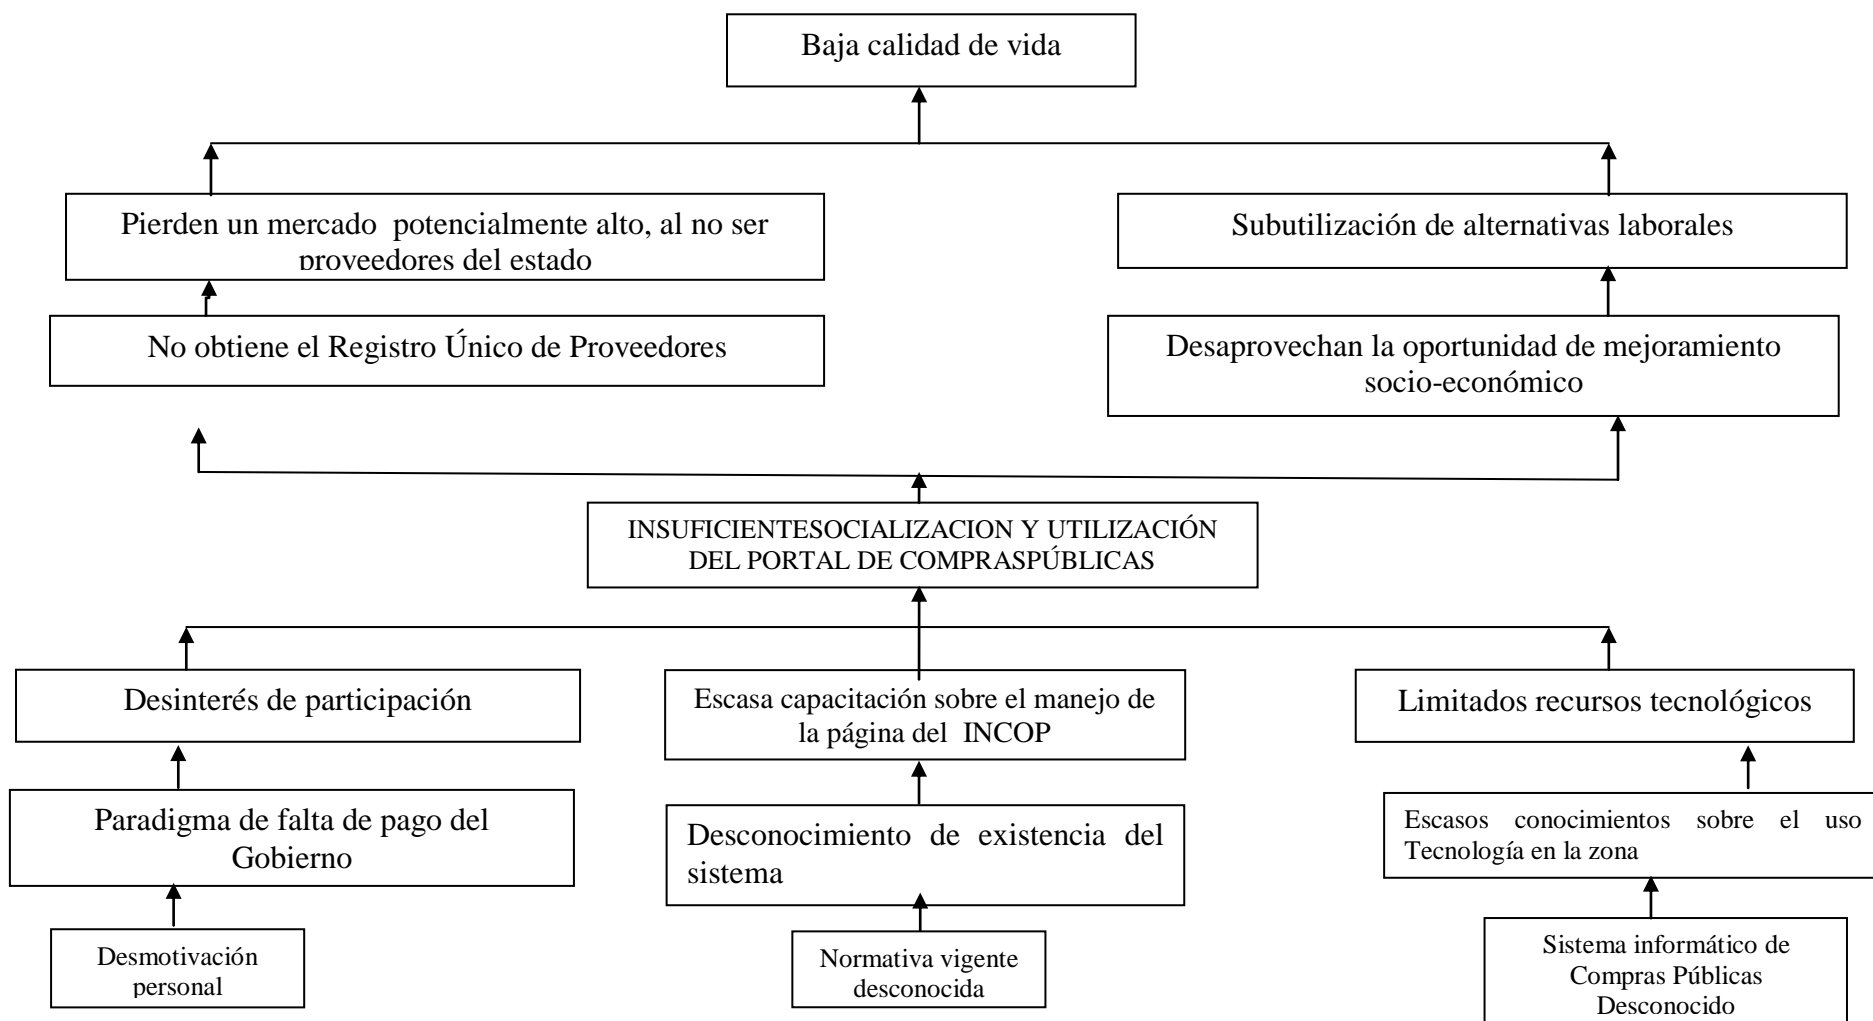 Baja calidad de vida
Pierden un mercado  potencialmente alto, al no ser
proveedores del estado
Subutilización de alternativas laborales
No obtiene el Registro Único de Proveedores
Desaprovechan la oportunidad de mejoramiento
socio-económico
INSUFICIENTESOCIALIZACION Y UTILIZACIÓN
DEL PORTAL DE COMPRASPÚBLICAS
Desinterés de participación
Escasa capacitación sobre el manejo de
la página del  INCOP
Limitados recursos tecnológicos
Paradigma de falta de pago del
Gobierno
Desconocimiento de existencia del
sistema
Escasos conocimientos sobre el uso
Tecnología en la zona
Desmotivación
personal
Normativa vigente
desconocida
Sistema informático de
Compras Públicas
Desconocido